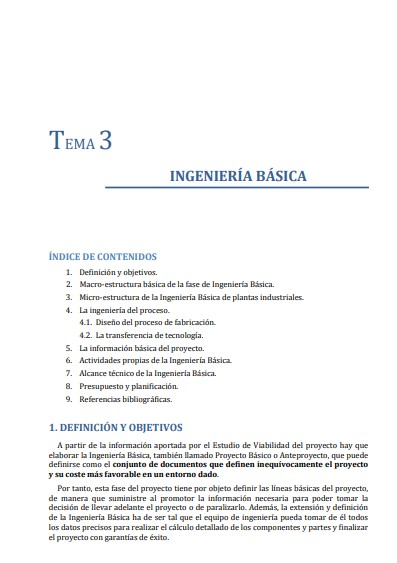 TEMA 3
INGENIERÍA BÁSICA
ÍNDICE DE CONTENIDOS
1. Definición y objetivos.
2. Macro-estructura básica de la fase de Ingeniería Básica.
3. Micro-estructura de la Ingeniería Básica de plantas industriales.
4. La ingeniería del proceso.
4.1. Diseño del proceso de fabricación.
4.2. La transferencia de tecnología.
5. La información básica del proyecto.
6. Actividades propias de la Ingeniería Básica.
7. Alcance técnico de la Ingeniería Básica.
8. Presupuesto y planificación.
9. Referencias bibliográficas.
1. DEFINICIÓN Y OBJETIVOS
A partir de la información aportada por el Estudio de Viabilidad del proyecto hay que
elaborar la Ingeniería Básica, también llamado Proyecto Básico o Anteproyecto, que puede
definirse como el conjunto de documentos que definen inequívocamente el proyecto
y su coste más favorable en un entorno dado.
Por tanto, esta fase del proyecto tiene por objeto definir las líneas básicas del proyecto,
de manera que suministre al promotor la información necesaria para poder tomar la
decisión de llevar adelante el proyecto o de paralizarlo. Además, la extensión y definición
de la Ingeniería Básica ha de ser tal que el equipo de ingeniería pueda tomar de él todos
los datos precisos para realizar el cálculo detallado de los componentes y partes y finalizar
el proyecto con garantías de éxito.